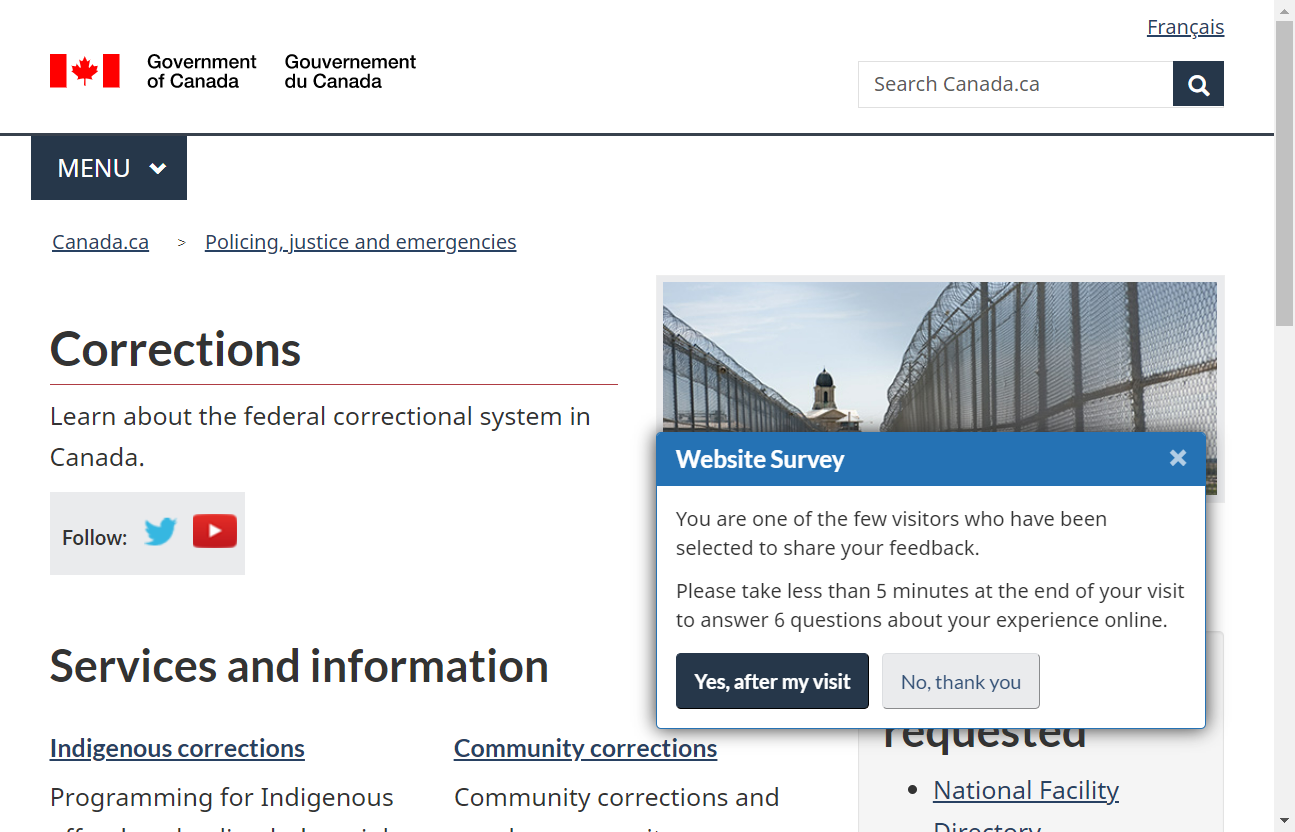 Français
Government of Canada
Gouvernement du Canada
Search Canada.ca
MENU
Canada.ca > Policing, justice and emergencies
Corrections
Learn about the federal correctional system in
Canada.
Follow:
Website Survey
You are one of the few visitors who have been
selected to share your feedback.
Please take less than 5 minutes at the end of your visit
to answer 6 questions about your experience online.
Yes, after my visit
No, thank you
Services and information
Indigenous corrections
Programming for Indigenous
Community corrections
Community corrections and
requested
National Facility
Directory